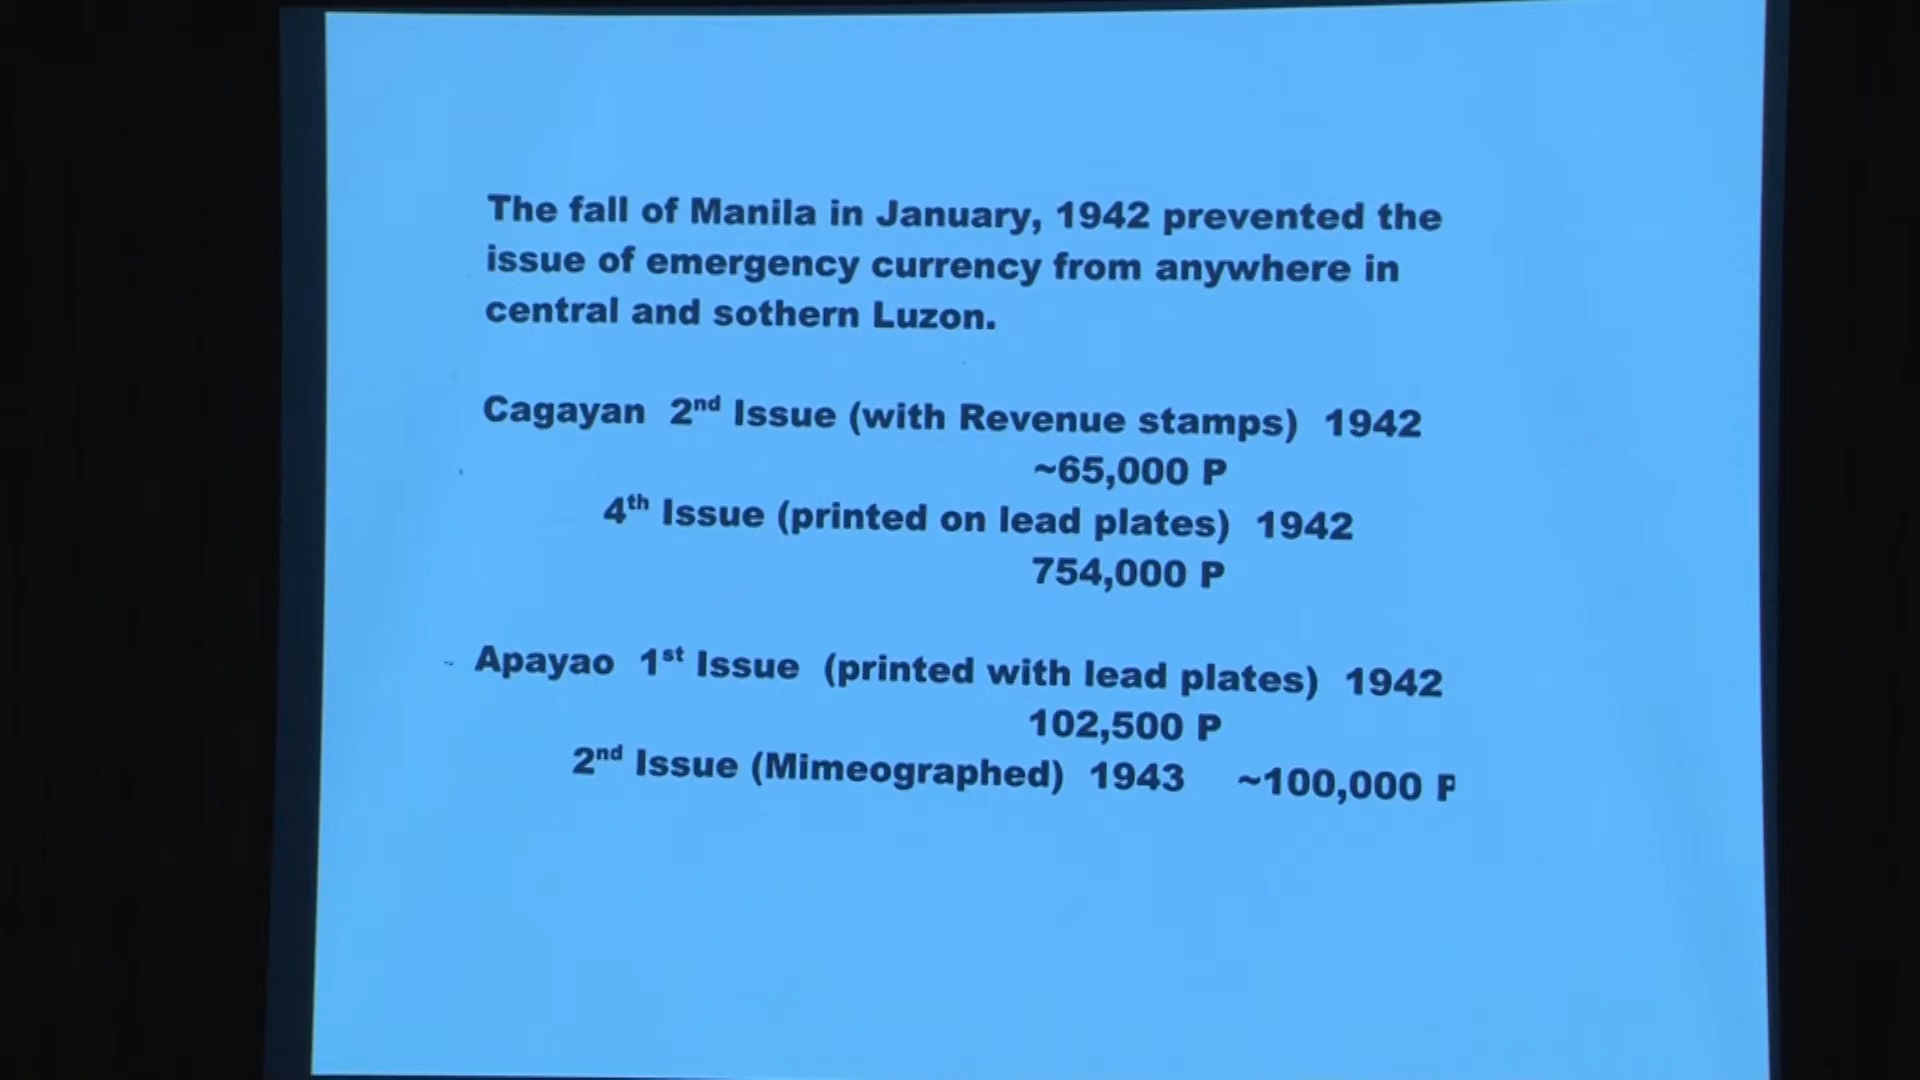 The fall of Manila in January, 1942 prevented the
issue of emergency currency from anywhere in
central and sothern Luzon.
Cagayan 2nd Issue (with Revenue stamps) 1942
~65,000 P
4th Issue (printed on lead plates) 1942
754,000 P
Apayao 1st Issue (printed with lead plates) 1942
102,500 P
2nd Issue (Mimeographed) 1943 ~100,000 P